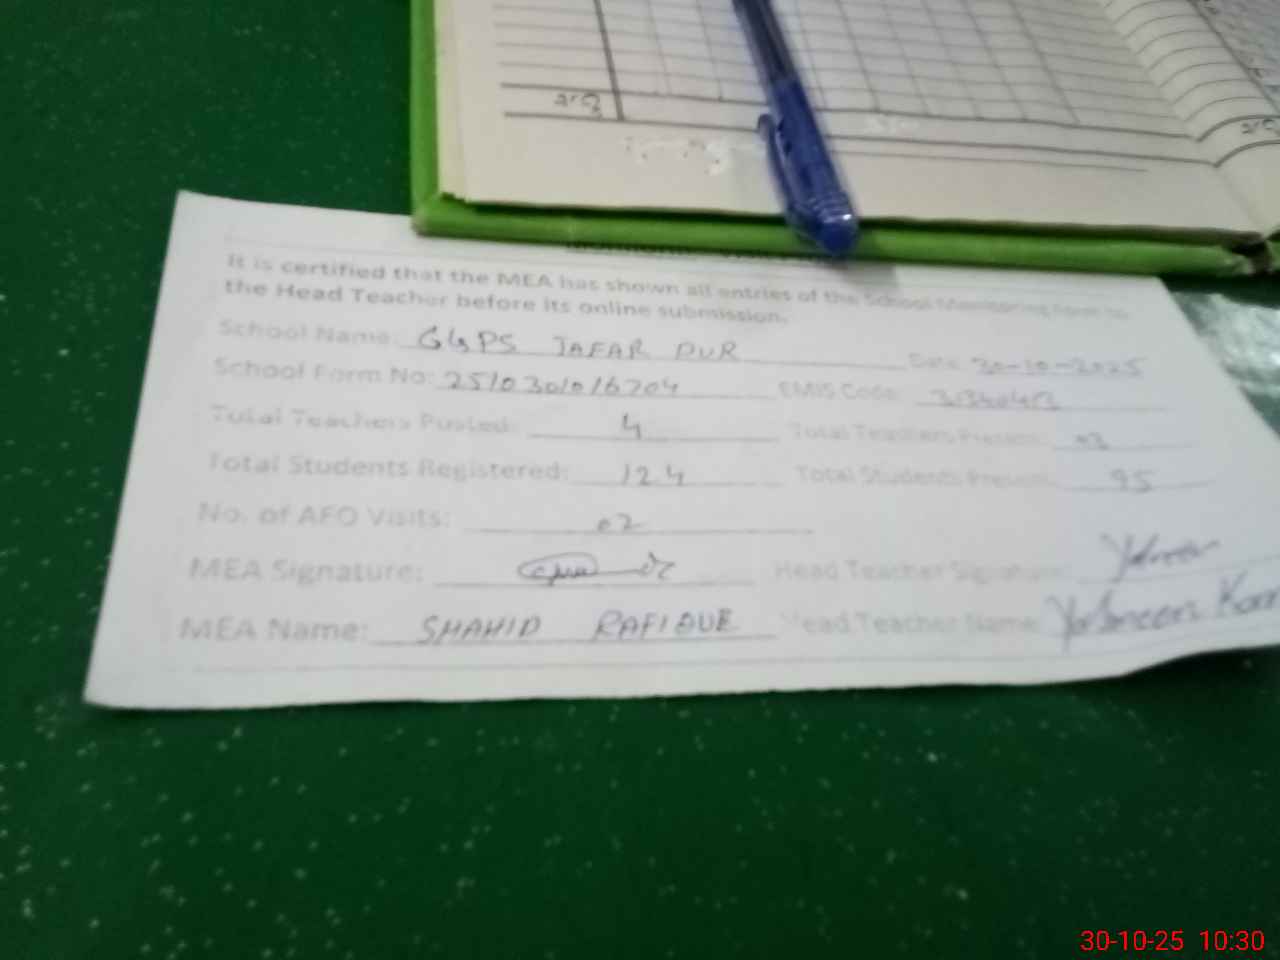 It is certified that the MEA has shown all entries of the School Monitoring Form to
the Head Teacher before its online submission.
School Name: GGPS JAFAR PUR Date: 30-10-2025
School Form No: 2510301016704 EMIS Code:
Total Teachers Posted: 4 Total Teachers Present: 03
Total Students Registered: 124 Total Students Present: 95
No. of AEO Visits: 02
MEA Signature: Head Teacher Signature:
MEA Name: SHAHID RAFIQUE Head Teacher Name:
30-10-25 10:30